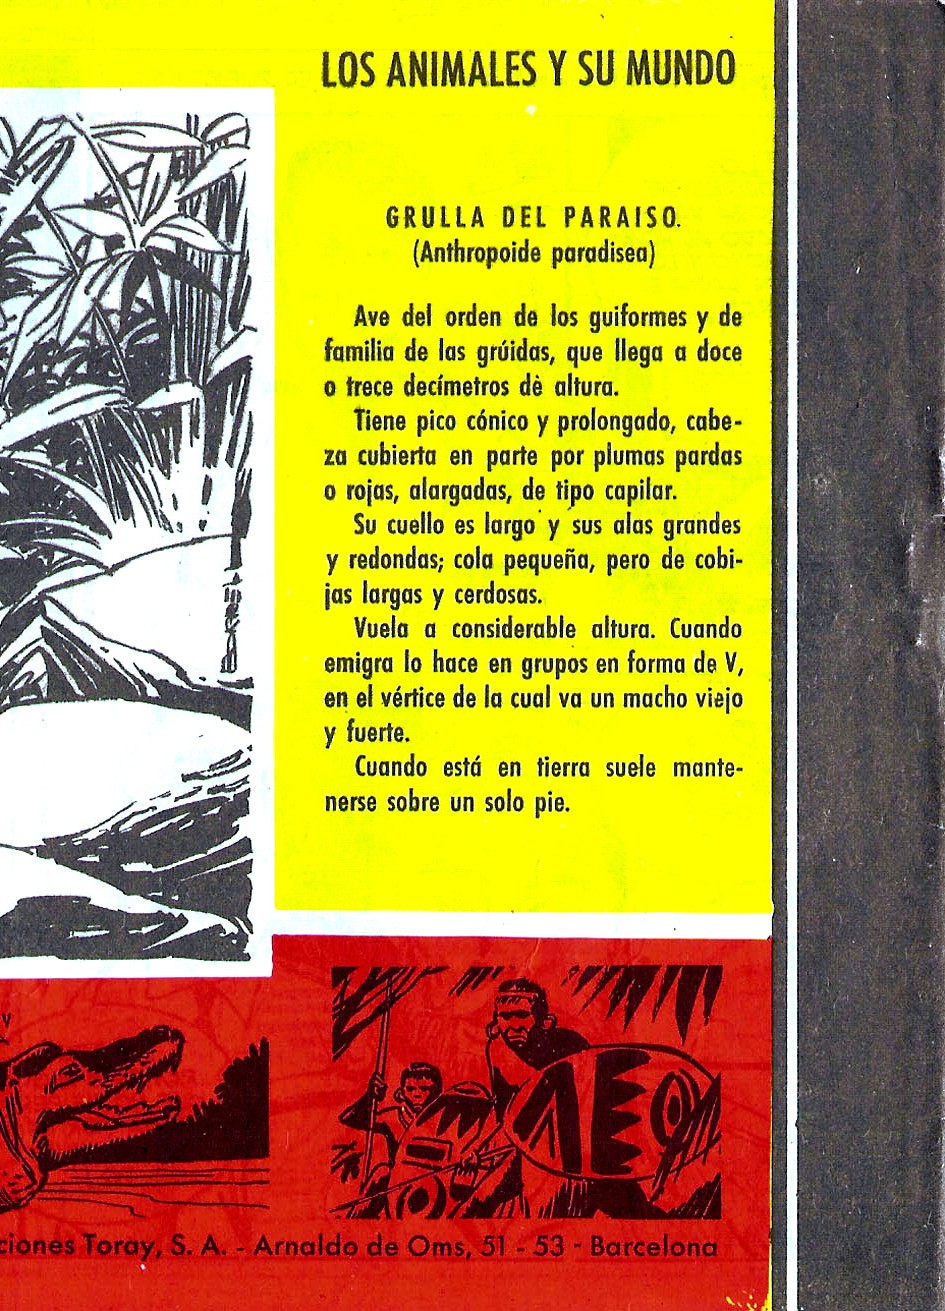 LOS ANIMALES Y SU MUNDO
GRULLA DEL PARAISO.
(Anthropoide paradisea)
Ave del orden de los guiformes y de
familia de las grúidas, que llega a doce
o trece decímetros dè altura.
Tiene pico cónico y prolongado, cabe-
za cubierta en parte por plumas pardas
o rojas, alargadas, de tipo capilar.
Su cuello es largo y sus alas grandes
y redondas; cola pequeña, pero de cobi-
jas largas y cerdosas.
Vuela a considerable altura. Cuando
emigra lo hace en grupos en forma de V,
en el vértice de la cual va un macho viejo
y fuerte.
Cuando está en tierra suele mante-
nerse sobre un solo pie.
ciones Toray, S. A. - Arnaldo de Oms, 51 - 53 - Barcelona